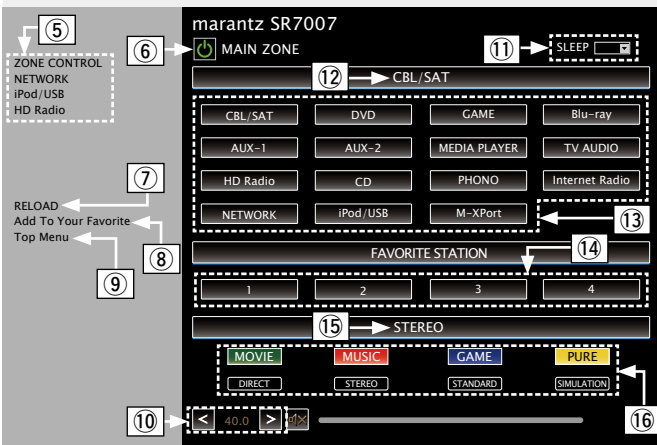 ⑤
ZONE CONTROL
NETWORK
iPod/USB
HD Radio
⑦
RELOAD
Add To Your Favorite
⑧
Top Menu
⑨
marantz SR7007
⑥
MAIN ZONE
⑪
SLEEP
⑫ CBL/SAT
CBL/SAT DVD GAME Blu-ray
AUX-1 AUX-2 MEDIA PLAYER TV AUDIO
HD Radio CD PHONO Internet Radio
NETWORK iPod/USB M-XPort
⑬
FAVORITE STATION
⑭
1 2 3 4
⑮ STEREO
MOVIE MUSIC GAME PURE
DIRECT STEREO STANDARD SIMULATION
⑯
⑩ < 40.0 >